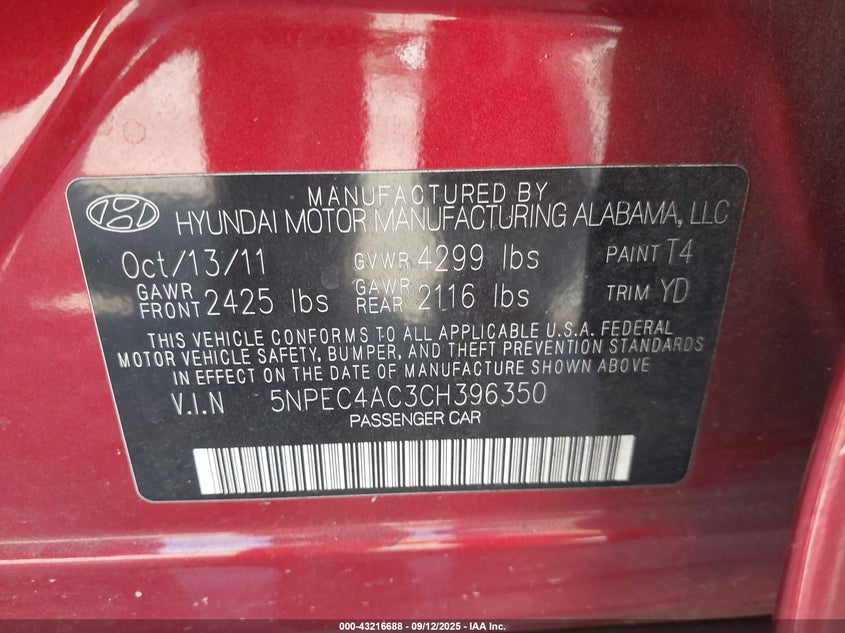 MANUFACTURED BY
HYUNDAI MOTOR MANUFACTURING ALABAMA, LLC
Oct/13/11 GVWR 4299 lbs PAINT T4
GAWR FRONT 2425 lbs GAWR REAR 2116 lbs TRIM YD
THIS VEHICLE CONFORMS TO ALL APPLICABLE U.S.A. FEDERAL
MOTOR VEHICLE SAFETY, BUMPER, AND THEFT PREVENTION STANDARDS
IN EFFECT ON THE DATE OF MANUFACTURE SHOWN ABOVE
V.I.N 5NPEC4AC3CH396350
PASSENGER CAR
000-43216688 - 09/12/2025 - IAA Inc.